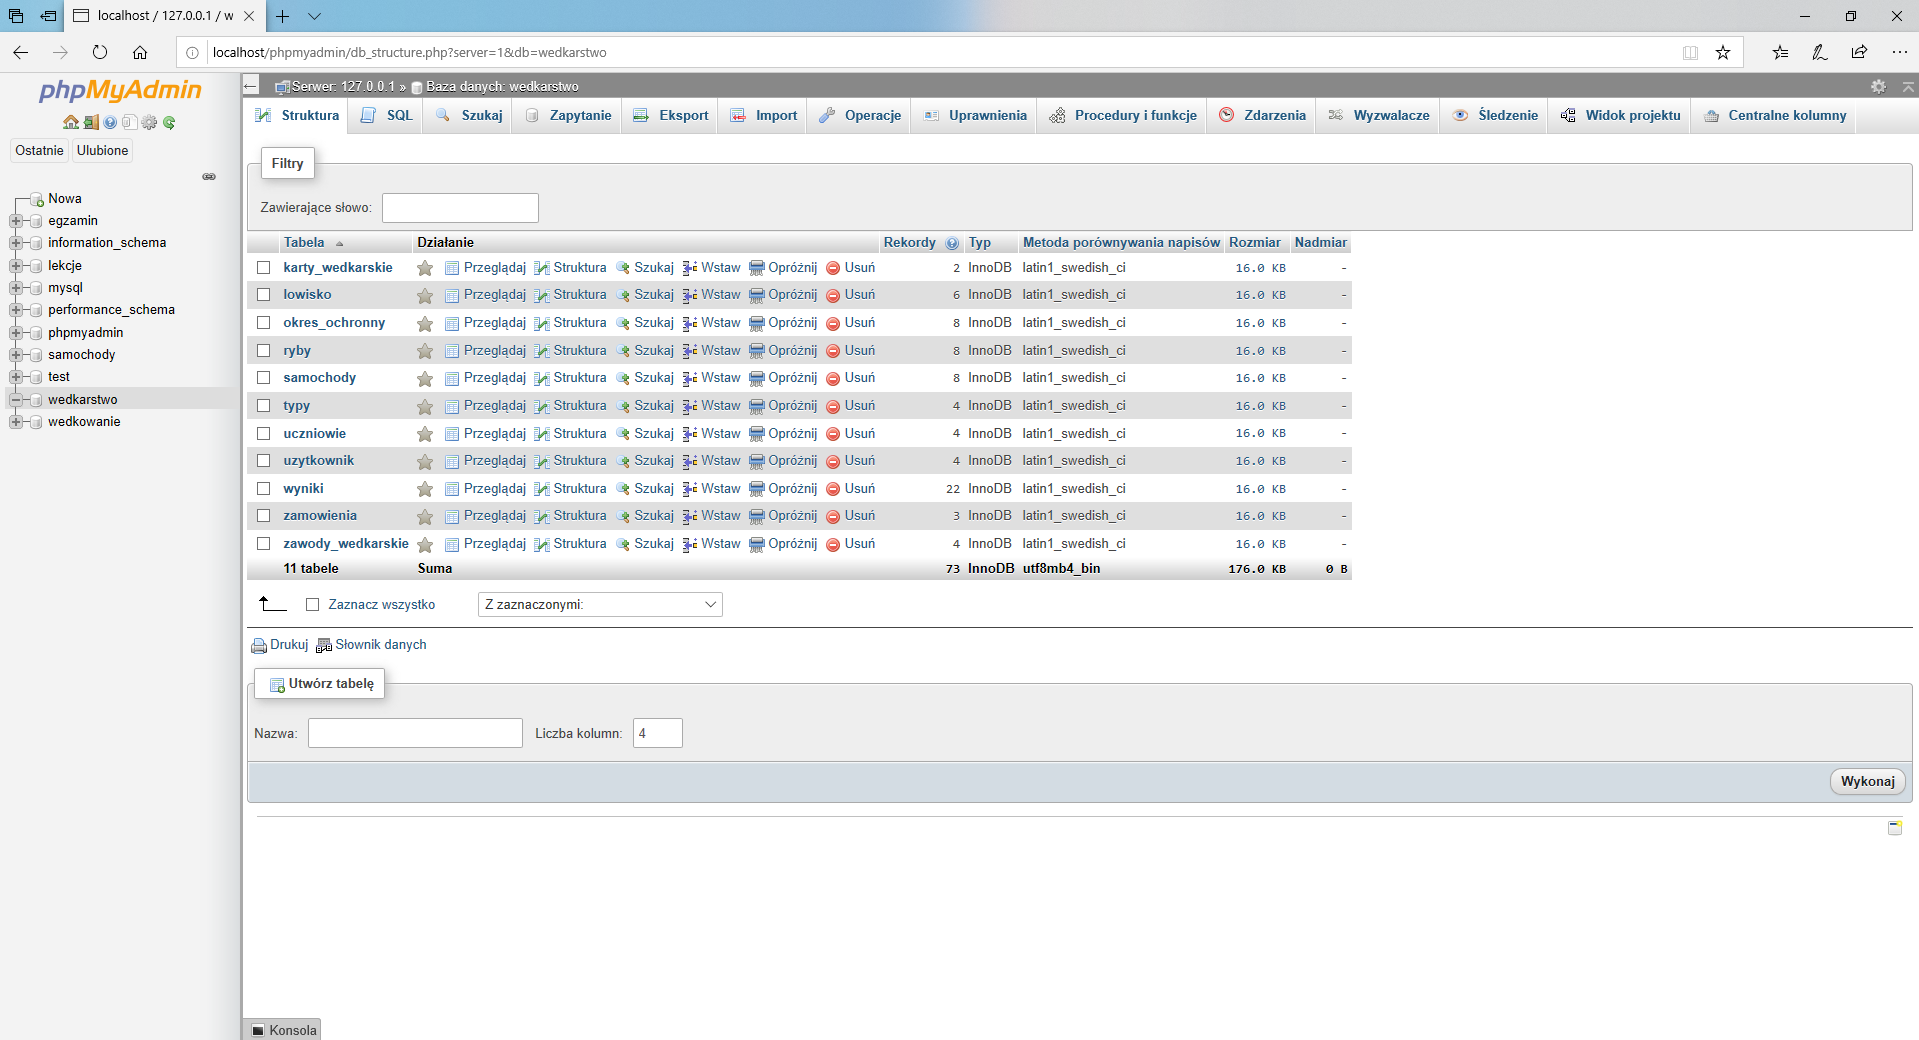 localhost / 127.0.0.1 / w
localhost/phpmyadmin/db_structure.php?server=1&db=wedkarstwo
phpMyAdmin
Ostatnie Ulubione
Nowa
egzamin
information_schema
lekcje
mysql
performance_schema
phpmyadmin
samochody
test
wedkarstwo
wedkowanie
Serwer: 127.0.0.1 » Baza danych: wedkarstwo
Struktura SQL Szukaj Zapytanie Eksport Import Operacje Uprawnienia Procedury i funkcje Zdarzenia Wyzwalacze Śledzenie Widok projektu Centralne kolumny
Filtry
Zawierające słowo:
Tabela Działanie Rekordy Typ Metoda porównywania napisów Rozmiar Nadmiar
karty_wedkarskie Przeglądaj Struktura Szukaj Wstaw Opróżnij Usuń 2 InnoDB latin1_swedish_ci 16.0 KB -
lowisko Przeglądaj Struktura Szukaj Wstaw Opróżnij Usuń 6 InnoDB latin1_swedish_ci 16.0 KB -
okres_ochronny Przeglądaj Struktura Szukaj Wstaw Opróżnij Usuń 8 InnoDB latin1_swedish_ci 16.0 KB -
ryby Przeglądaj Struktura Szukaj Wstaw Opróżnij Usuń 8 InnoDB latin1_swedish_ci 16.0 KB -
samochody Przeglądaj Struktura Szukaj Wstaw Opróżnij Usuń 8 InnoDB latin1_swedish_ci 16.0 KB -
typy Przeglądaj Struktura Szukaj Wstaw Opróżnij Usuń 4 InnoDB latin1_swedish_ci 16.0 KB -
uczniowie Przeglądaj Struktura Szukaj Wstaw Opróżnij Usuń 4 InnoDB latin1_swedish_ci 16.0 KB -
uzytkownik Przeglądaj Struktura Szukaj Wstaw Opróżnij Usuń 4 InnoDB latin1_swedish_ci 16.0 KB -
wyniki Przeglądaj Struktura Szukaj Wstaw Opróżnij Usuń 22 InnoDB latin1_swedish_ci 16.0 KB -
zamowienia Przeglądaj Struktura Szukaj Wstaw Opróżnij Usuń 3 InnoDB latin1_swedish_ci 16.0 KB -
zawody_wedkarskie Przeglądaj Struktura Szukaj Wstaw Opróżnij Usuń 4 InnoDB latin1_swedish_ci 16.0 KB -
11 tabele Suma 73 InnoDB utf8mb4_bin 176.0 KB 0 B
Zaznacz wszystko Z zaznaczonymi:
Drukuj Słownik danych
Utwórz tabelę
Nazwa: Liczba kolumn: 4
Wykonaj
Konsola